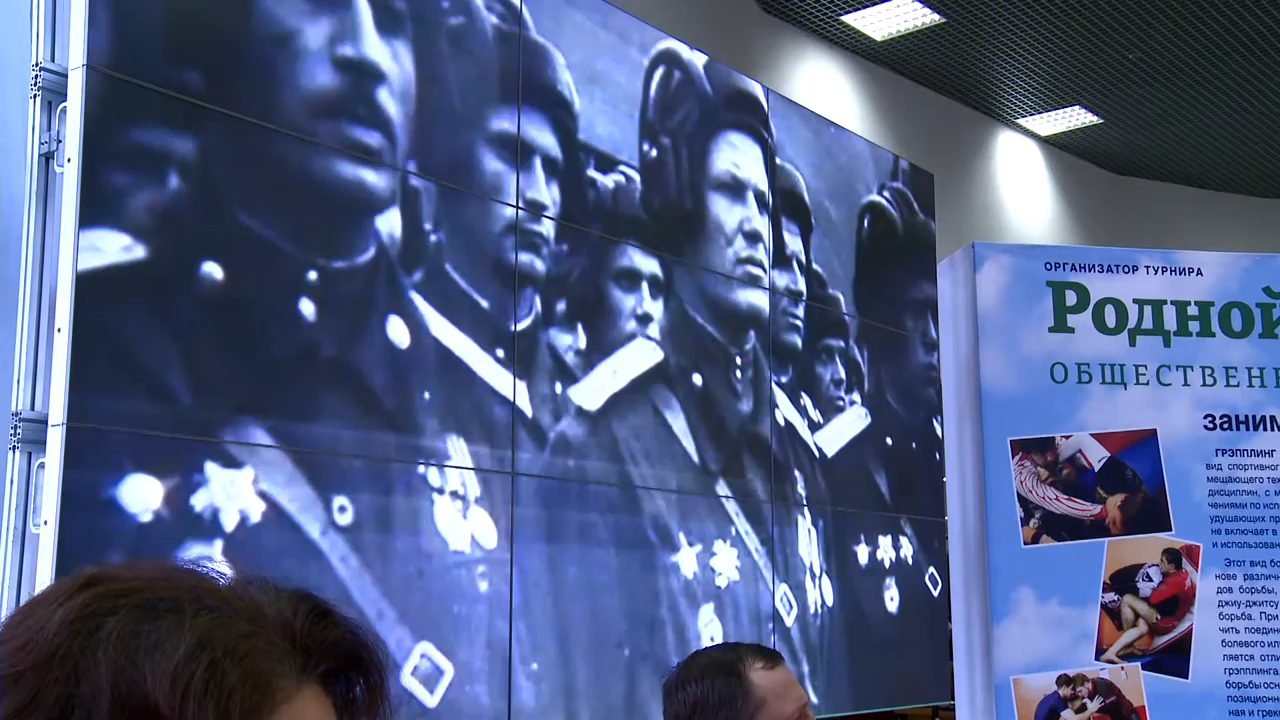 ОРГАНИЗАТОР ТУРНИРА
Родной
ОБЩЕСТВЕНН
заним
ГРЭППЛИНГ
вид спортивног
мещающего тех
дисциплин, с
чениями по исп
удушающих пр
не включает в
и использован
Этот вид бо
нове различ
дов борьбы,
джиу-джитсу
борьба. При
чить поедин
болевого ил
ляется отли
грэпплинга
борьбы осн
позиционн
ная и грек